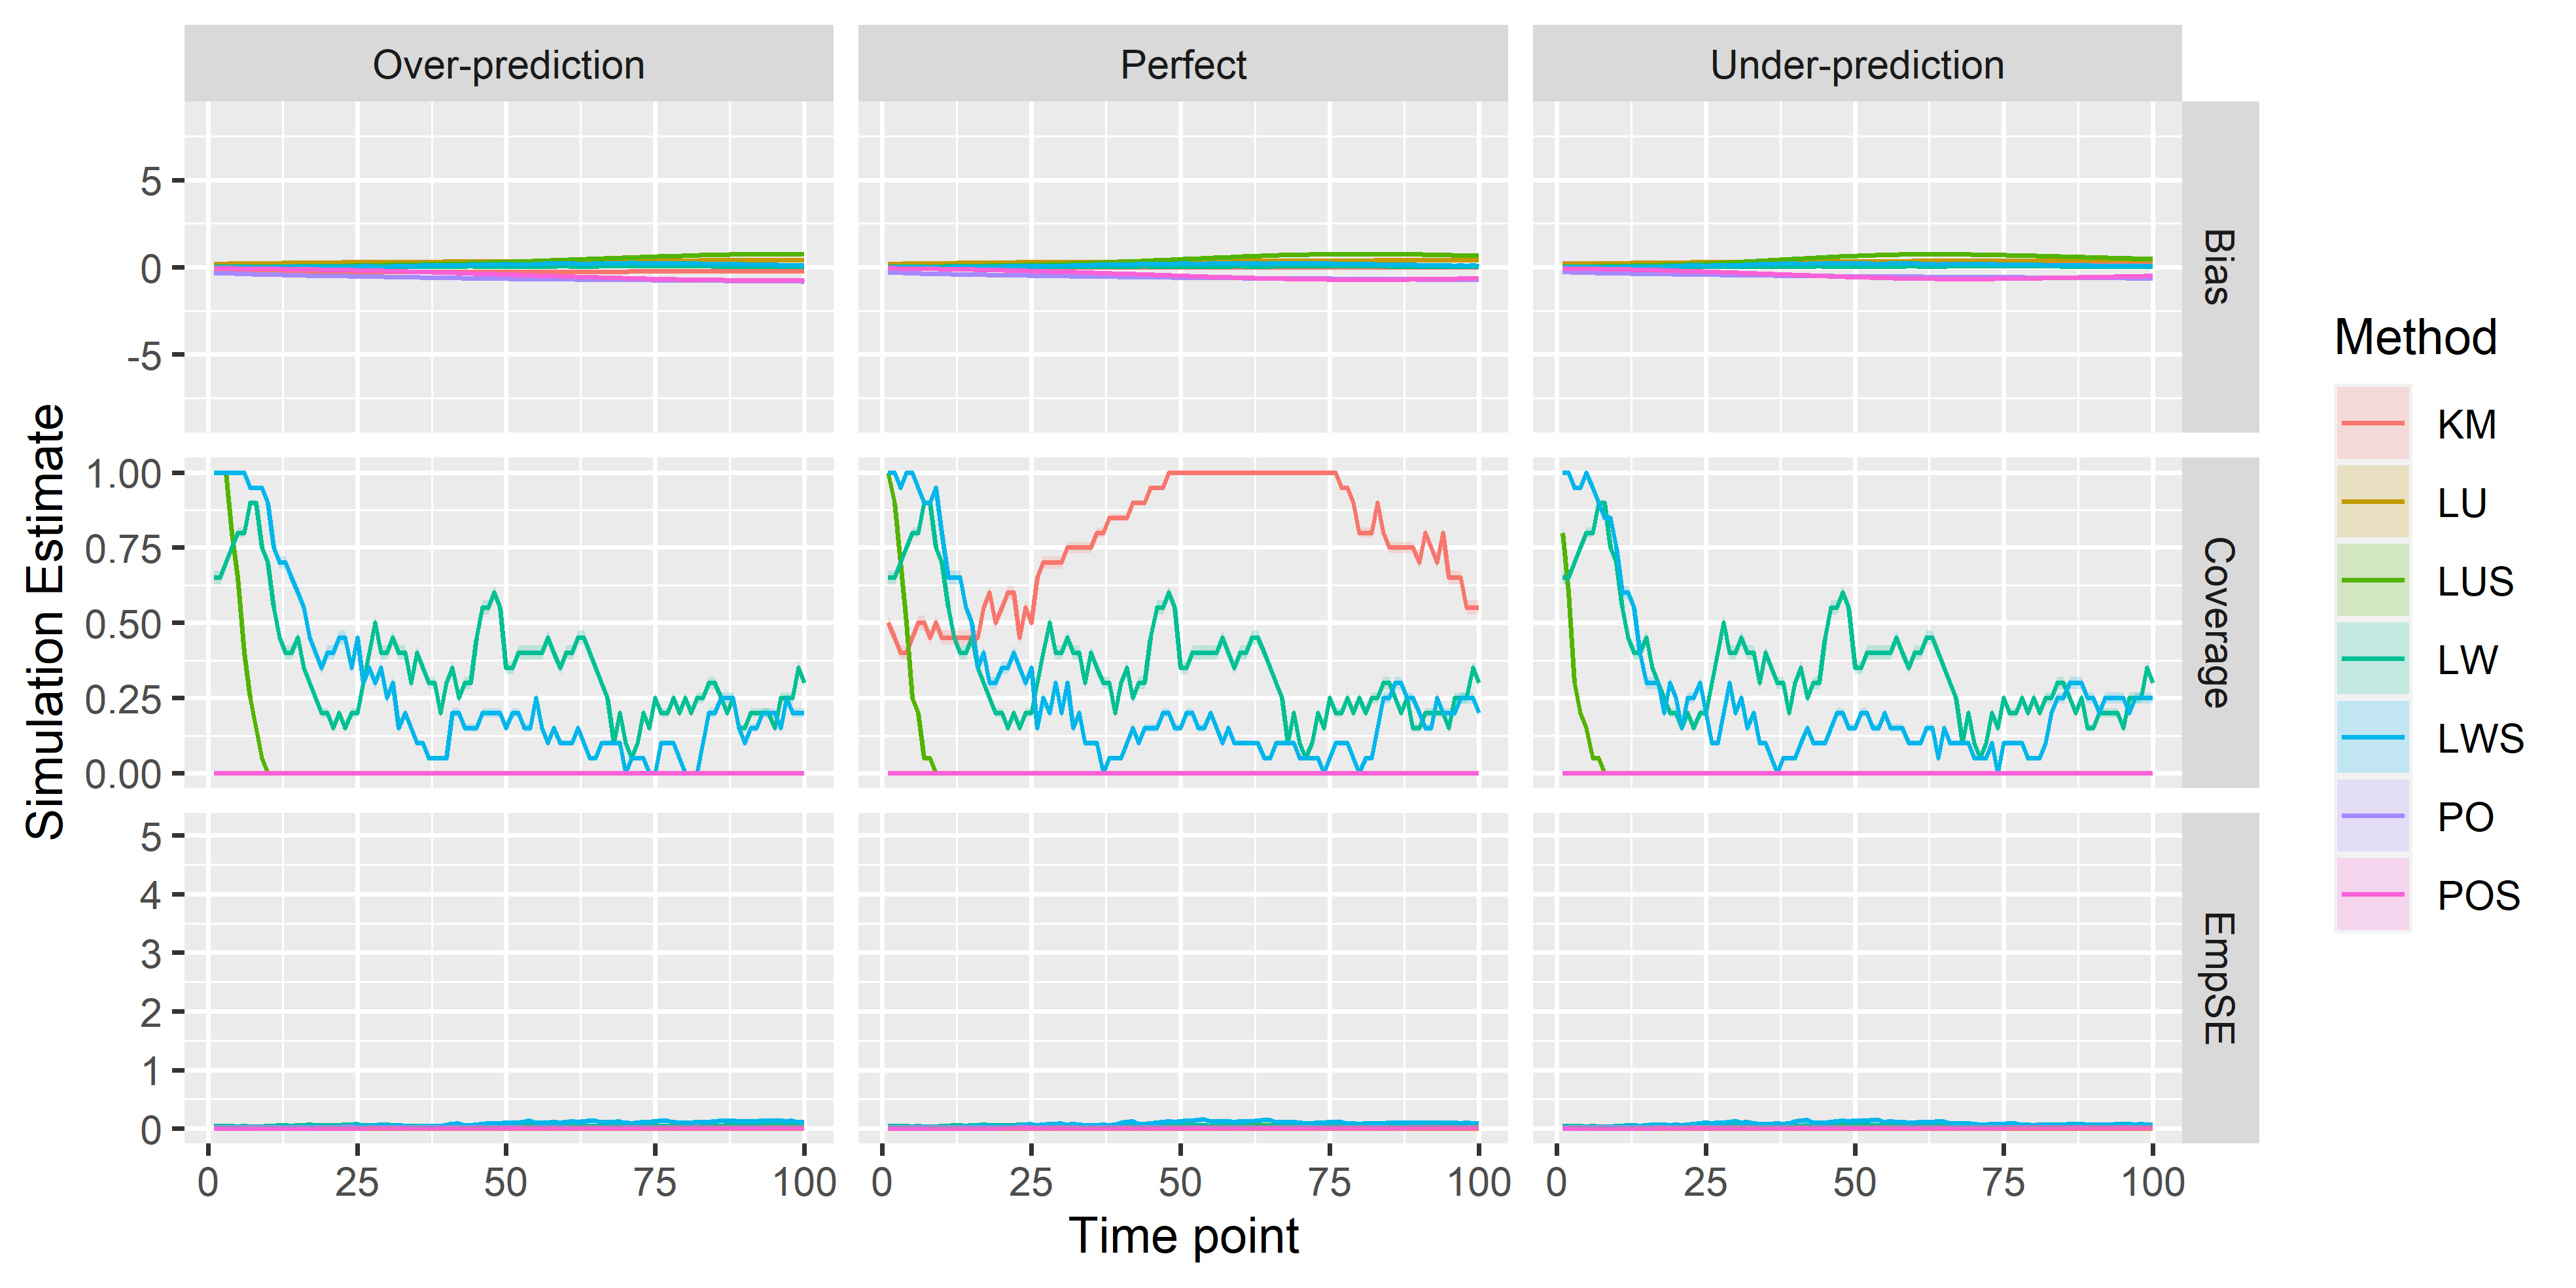 Over-prediction
Perfect
Under-prediction
Simulation Estimate
5
0
-5
Bias
1.00
0.75
0.50
0.25
0.00
Coverage
5
4
3
2
1
0
EmpSE
0 25 50 75 100
0 25 50 75 100
0 25 50 75 100
Time point
Method
KM
LU
LUS
LW
LWS
PO
POS